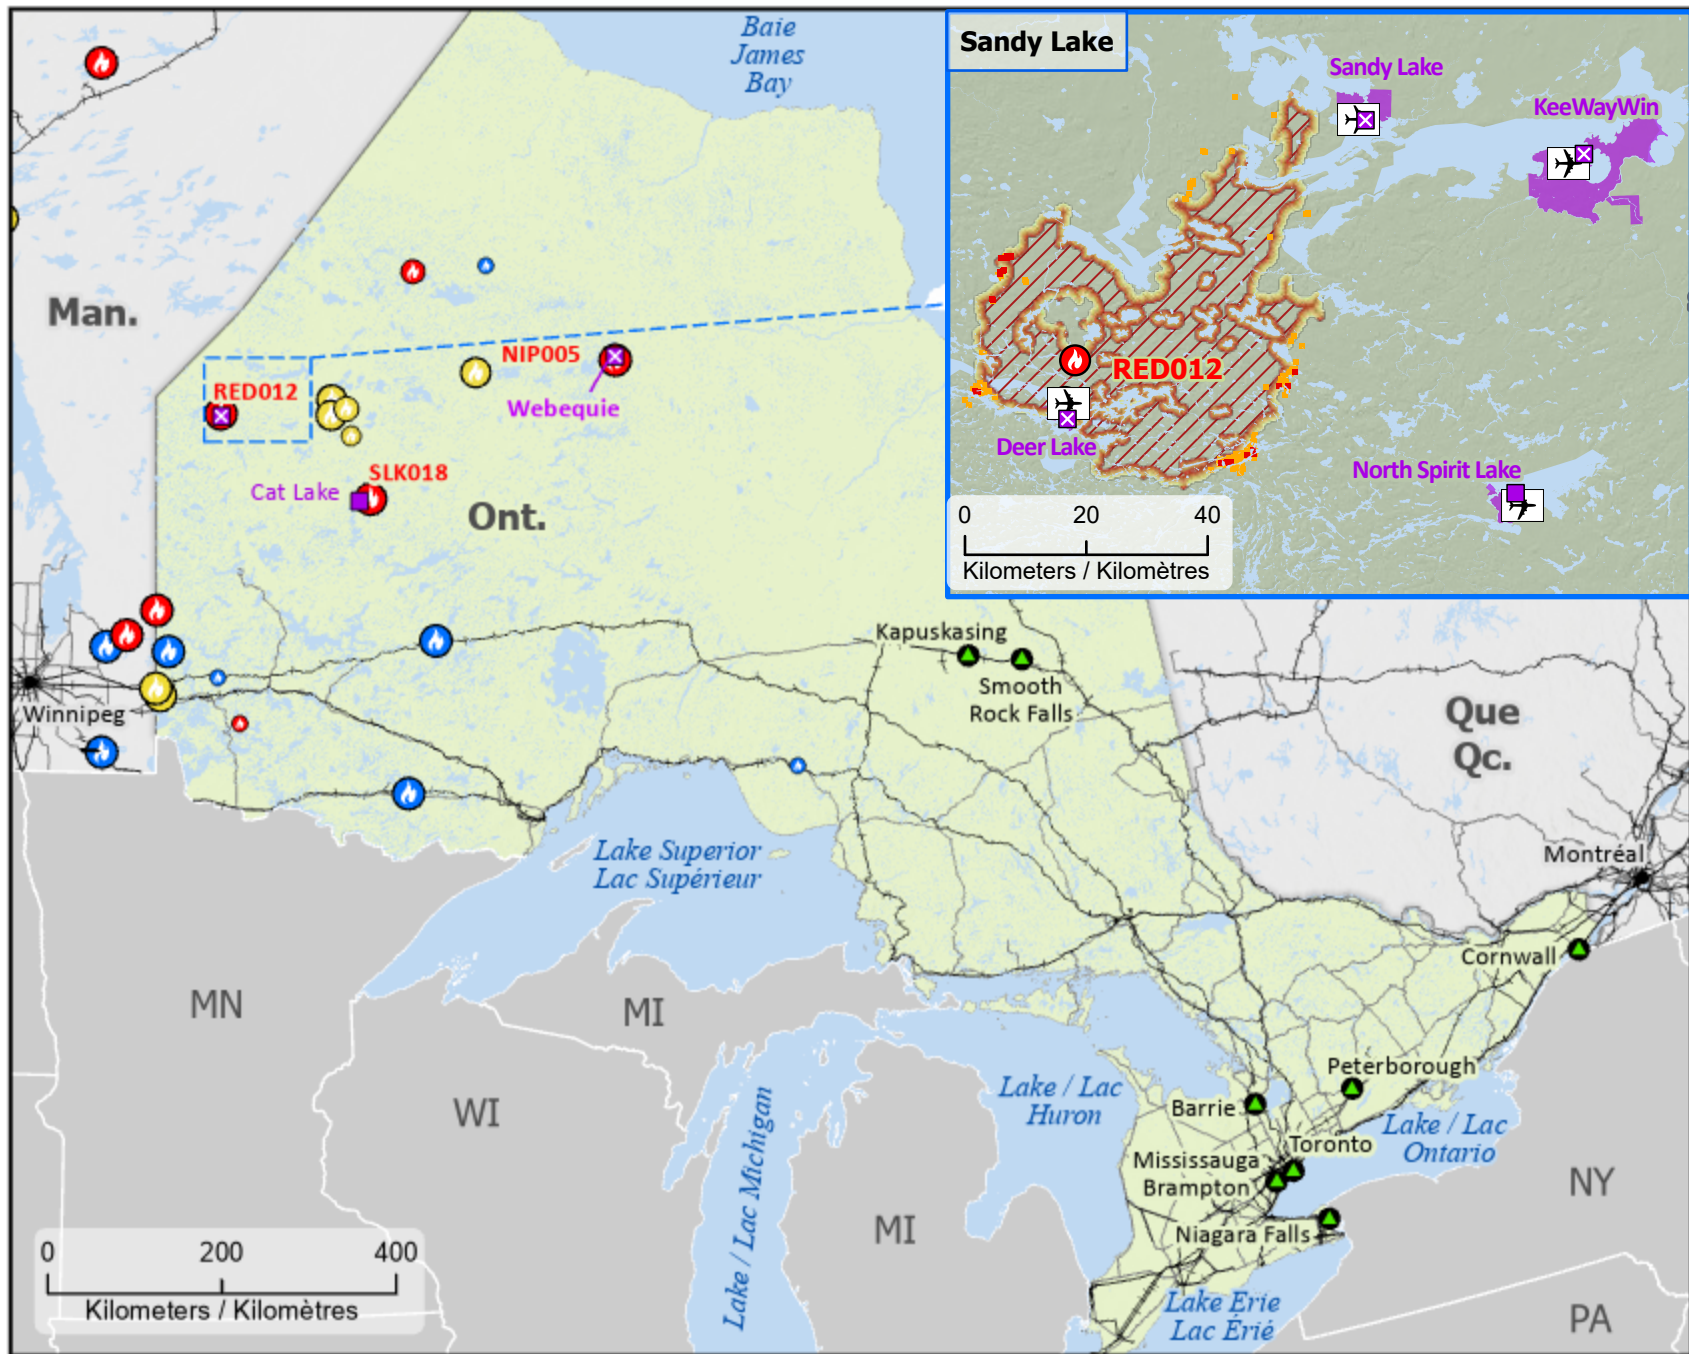 Baie
James
Bay
Sandy Lake
Sandy Lake
KeeWayWin
RED012
Deer Lake
North Spirit Lake
0 20 40
Kilometers / Kilomètres
Man.
NIP005
RED012
Webequie
SLK018
Cat Lake
Ont.
Kapuskasing
Smooth
Rock Falls
Winnipeg
Que
Qc.
Lake Superior
Lac Supérieur
Montréal
Cornwall
MN
MI
Peterborough
Lake / Lac
Huron
Barrie
WI
Lake / Lac
Ontario
Toronto
Mississauga
Brampton
NY
Lake / Lac Michigan
MI
Niagara Falls
0 200 400
Kilometers / Kilomètres
Lake Erie
Lac Érié
PA